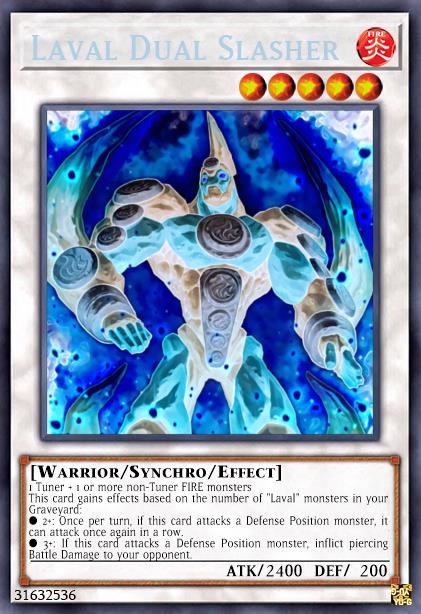 Laval Dual Slasher
FIRE
炎
[Warrior/Synchro/Effect]
1 Tuner + 1 or more non-Tuner FIRE monsters
This card gains effects based on the number of "Laval" monsters in your
Graveyard:
● 2+: Once per turn, if this card attacks a Defense Position monster, it
can attack once again in a row.
● 3+: If this card attacks a Defense Position monster, inflict piercing
Battle Damage to your opponent.
ATK/2400 DEF/ 200
31632536